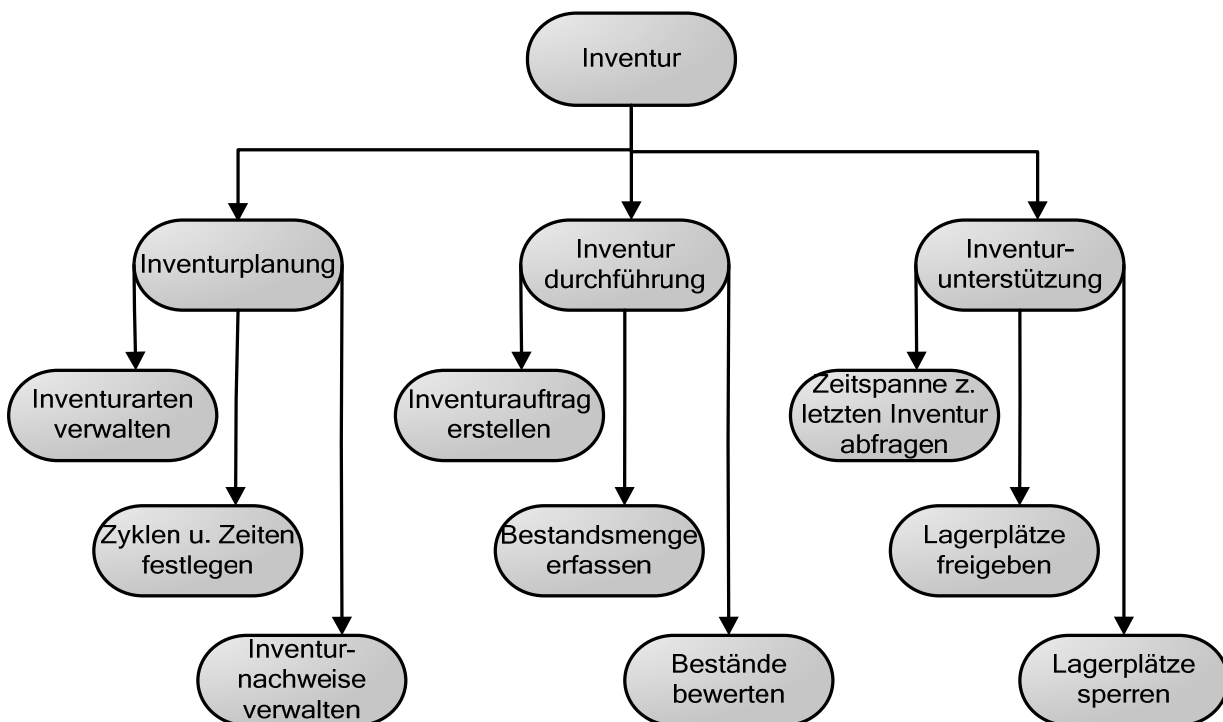 Inventur
Inventurplanung
Inventur
durchführung
Inventur-
unterstützung
Inventurarten
verwalten
Inventurauftrag
erstellen
Zeitspanne z.
letzten Inventur
abfragen
Zyklen u. Zeiten
festlegen
Bestandsmenge
erfassen
Lagerplätze
freigeben
Inventur-
nachweise
verwalten
Bestände
bewerten
Lagerplätze
sperren